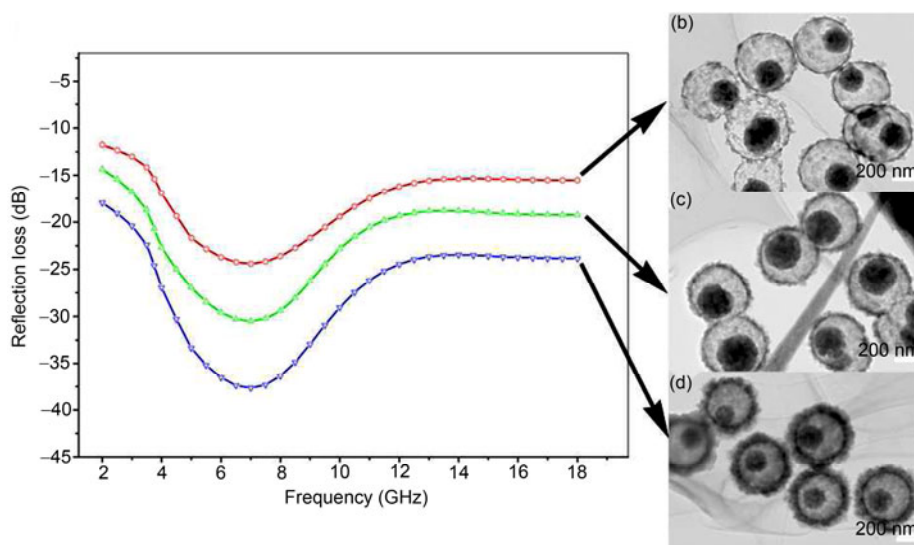 −5
−10
−15
−20
−25
−30
−35
−40
−45
Reflection loss (dB)
2 4 6 8 10 12 14 16 18
Frequency (GHz)
(b)
200 nm
(c)
200 nm
(d)
200 nm